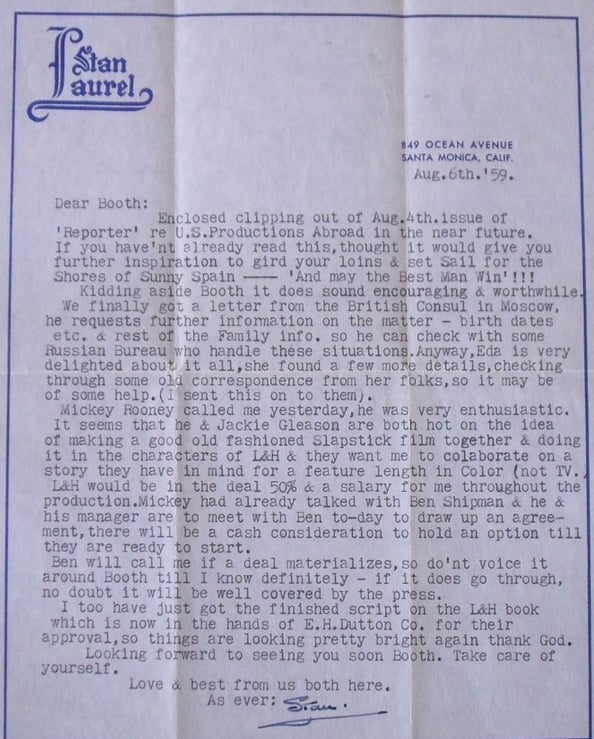 Stan
Laurel
849 OCEAN AVENUE
SANTA MONICA, CALIF.
Aug.6th.'59.
Dear Booth:
Enclosed clipping out of Aug.4th.issue of
'Reporter' re U.S.Productions Abroad in the near future.
If you have'nt already read this,thought it would give you
further inspiration to gird your loins & set Sail for the
Shores of Sunny Spain —— 'And may the Best Man Win'!!!
Kidding aside Booth it does sound encouraging & worthwhile.
We finally got a letter from the British Consul in Moscow,
he requests further information on the matter - birth dates
etc. & rest of the Family info. so he can check with some
Russian Bureau who handle these situations.Anyway,Eda is very
delighted about it all,she found a few more details,checking
through some old correspondence from her folks,so it may be
of some help.(I sent this on to them).
Mickey Rooney called me yesterday,he was very enthusiastic.
It seems that he & Jackie Gleason are both hot on the idea
of making a good old fashioned Slapstick film together & doing
it in the characters of L&H & they want me to colaborate on a
story they have in mind for a feature length in Color (not TV.)
L&H would be in the deal 50% & a salary for me throughout the
production.Mickey had already talked with Ben Shipman & he &
his manager are to meet with Ben to-day to draw up an agree-
ment,there will be a cash consideration to hold an option till
they are ready to start.
Ben will call me if a deal materializes,so do'nt voice it
around Booth till I know definitely - if it does go through,
no doubt it will be well covered by the press.
I too have just got the finished script on the L&H book
which is now in the hands of E.H.Dutton Co. for their
approval,so things are looking pretty bright again thank God.
Looking forward to seeing you soon Booth. Take care of
yourself.
Love & best from us both here.
As ever: Stan.